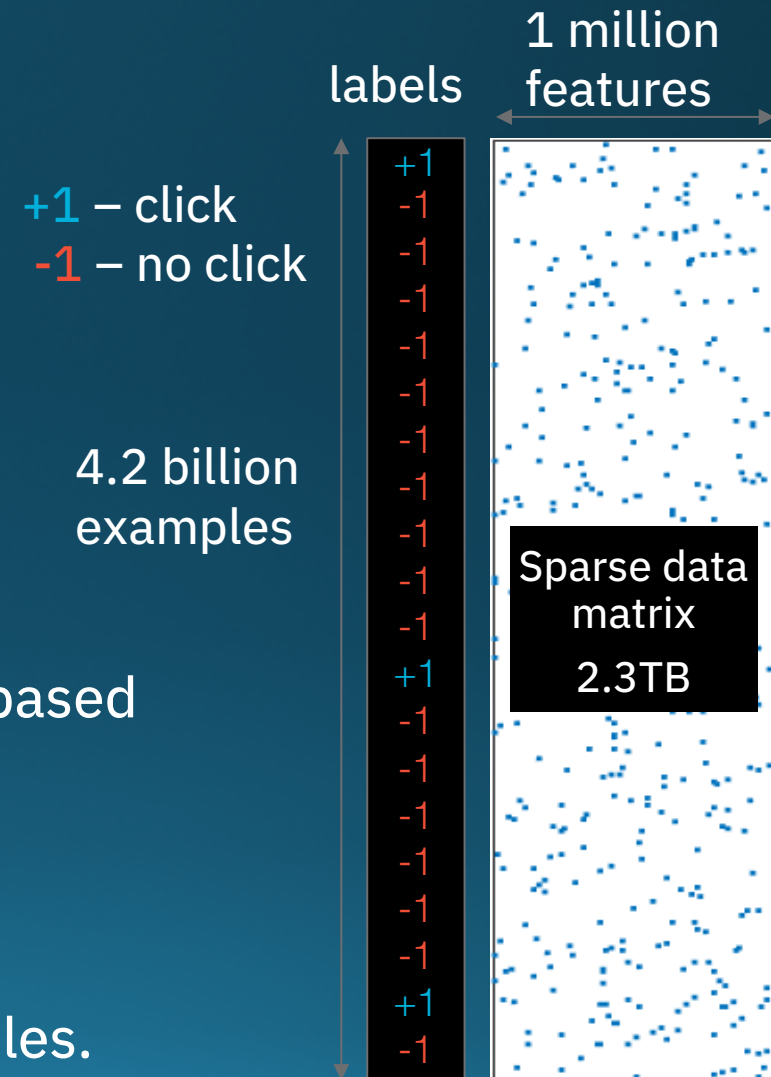 1 million
features
labels
+1 – click
-1 – no click
4.2 billion
examples
+1
-1
-1
-1
-1
-1
-1
-1
-1
-1
-1
+1
-1
-1
-1
-1
-1
-1
+1
-1
Sparse data
matrix
2.3TB
based
les.